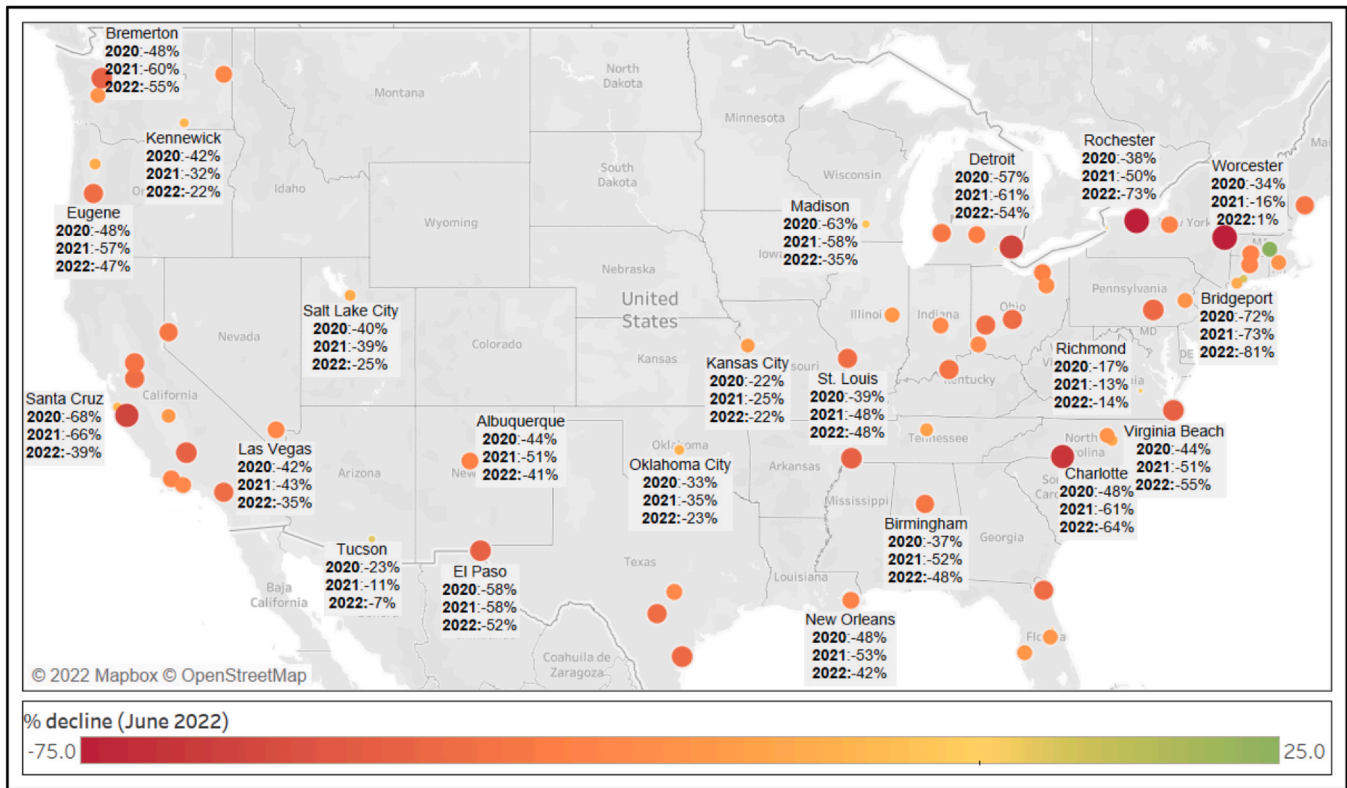 Bremerton
2020:-48%
2021:-60%
2022:-55%
North
Dakota
Montana
Minnesota
Kennewick
2020:-42%
2021:-32%
2022:-22%
Idaho
South
Dakota
Wisconsin
Wyoming
Eugene
2020:-48%
2021:-57%
2022:-47%
Madison
2020:-63%
2021:-58%
2022:-35%
Detroit
2020:-57%
2021:-61%
2022:-54%
Rochester
2020:-38%
2021:-50%
2022:-73%
Worcester
2020:-34%
2021:-16%
2022:1%
Nebraska
United
States
Salt Lake City
2020:-40%
2021:-39%
2022:-25%
Nevada
Colorado
Kansas
Illinois
Indiana
Ohio
Pennsylvania
MD
DE
Bridgeport
2020:-72%
2021:-73%
2022:-81%
California
Kansas City
2020:-22%
2021:-25%
2022:-22%
St. Louis
2020:-39%
2021:-48%
2022:-48%
Kentucky
Richmond
2020:-17%
2021:-13%
2022:-14%
Santa Cruz
2020:-68%
2021:-66%
2022:-39%
Las Vegas
2020:-42%
2021:-43%
2022:-35%
Arizona
Albuquerque
2020:-44%
2021:-51%
2022:-41%
Oklahoma
Oklahoma City
2020:-33%
2021:-35%
2022:-23%
Arkansas
Tennessee
North
Carolina
Virginia Beach
2020:-44%
2021:-51%
2022:-55%
Charlotte
2020:-48%
2021:-61%
2022:-64%
Mississippi
Birmingham
2020:-37%
2021:-52%
2022:-48%
Georgia
Tucson
2020:-23%
2021:-11%
2022:-7%
El Paso
2020:-58%
2021:-58%
2022:-52%
Texas
Louisiana
New Orleans
2020:-48%
2021:-53%
2022:-42%
Baja
California
Coahuila de
Zaragoza
© 2022 Mapbox © OpenStreetMap
% decline (June 2022)
-75.0
25.0